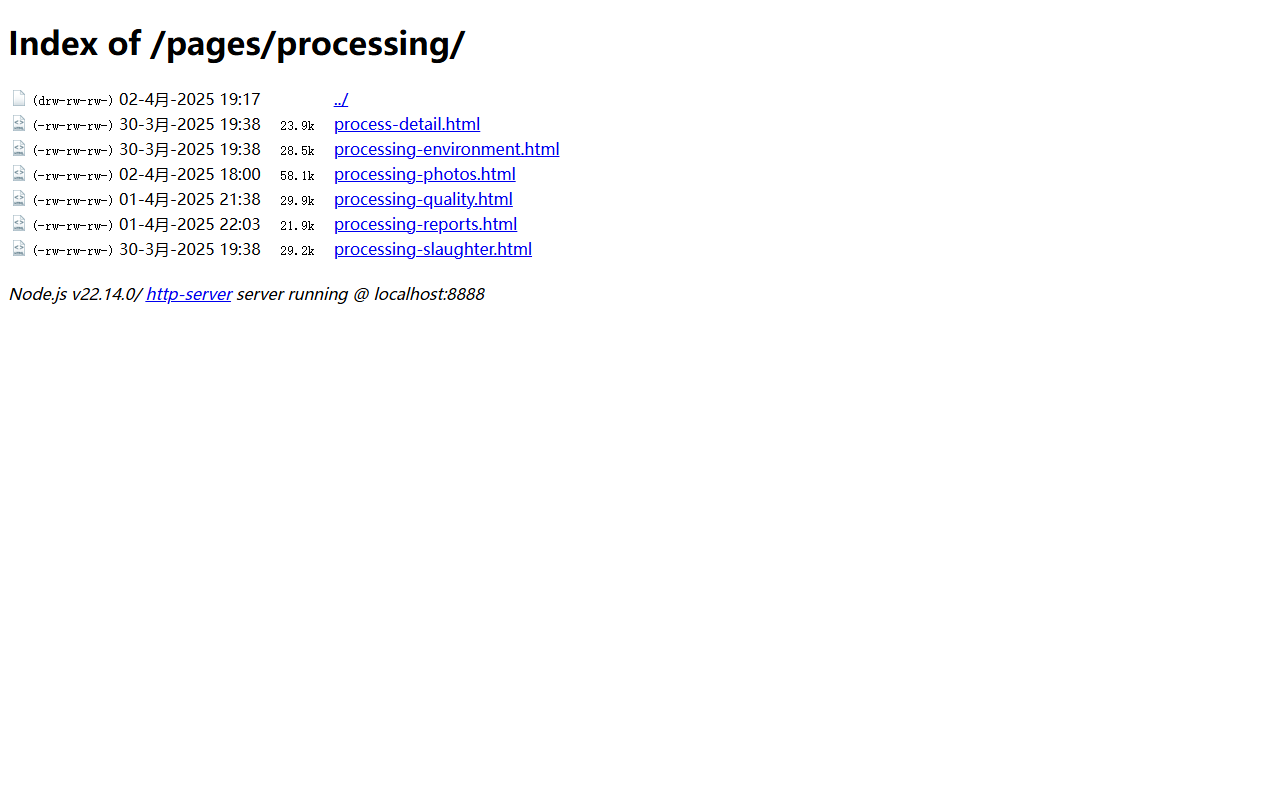 Index of /pages/processing/
(drw-rw-rw-) 02-4月-2025 19:17 ../
(-rw-rw-rw-) 30-3月-2025 19:38 23.9k process-detail.html
(-rw-rw-rw-) 30-3月-2025 19:38 28.5k processing-environment.html
(-rw-rw-rw-) 02-4月-2025 18:00 58.1k processing-photos.html
(-rw-rw-rw-) 01-4月-2025 21:38 29.9k processing-quality.html
(-rw-rw-rw-) 01-4月-2025 22:03 21.9k processing-reports.html
(-rw-rw-rw-) 30-3月-2025 19:38 29.2k processing-slaughter.html
Node.js v22.14.0/ http-server server running @ localhost:8888